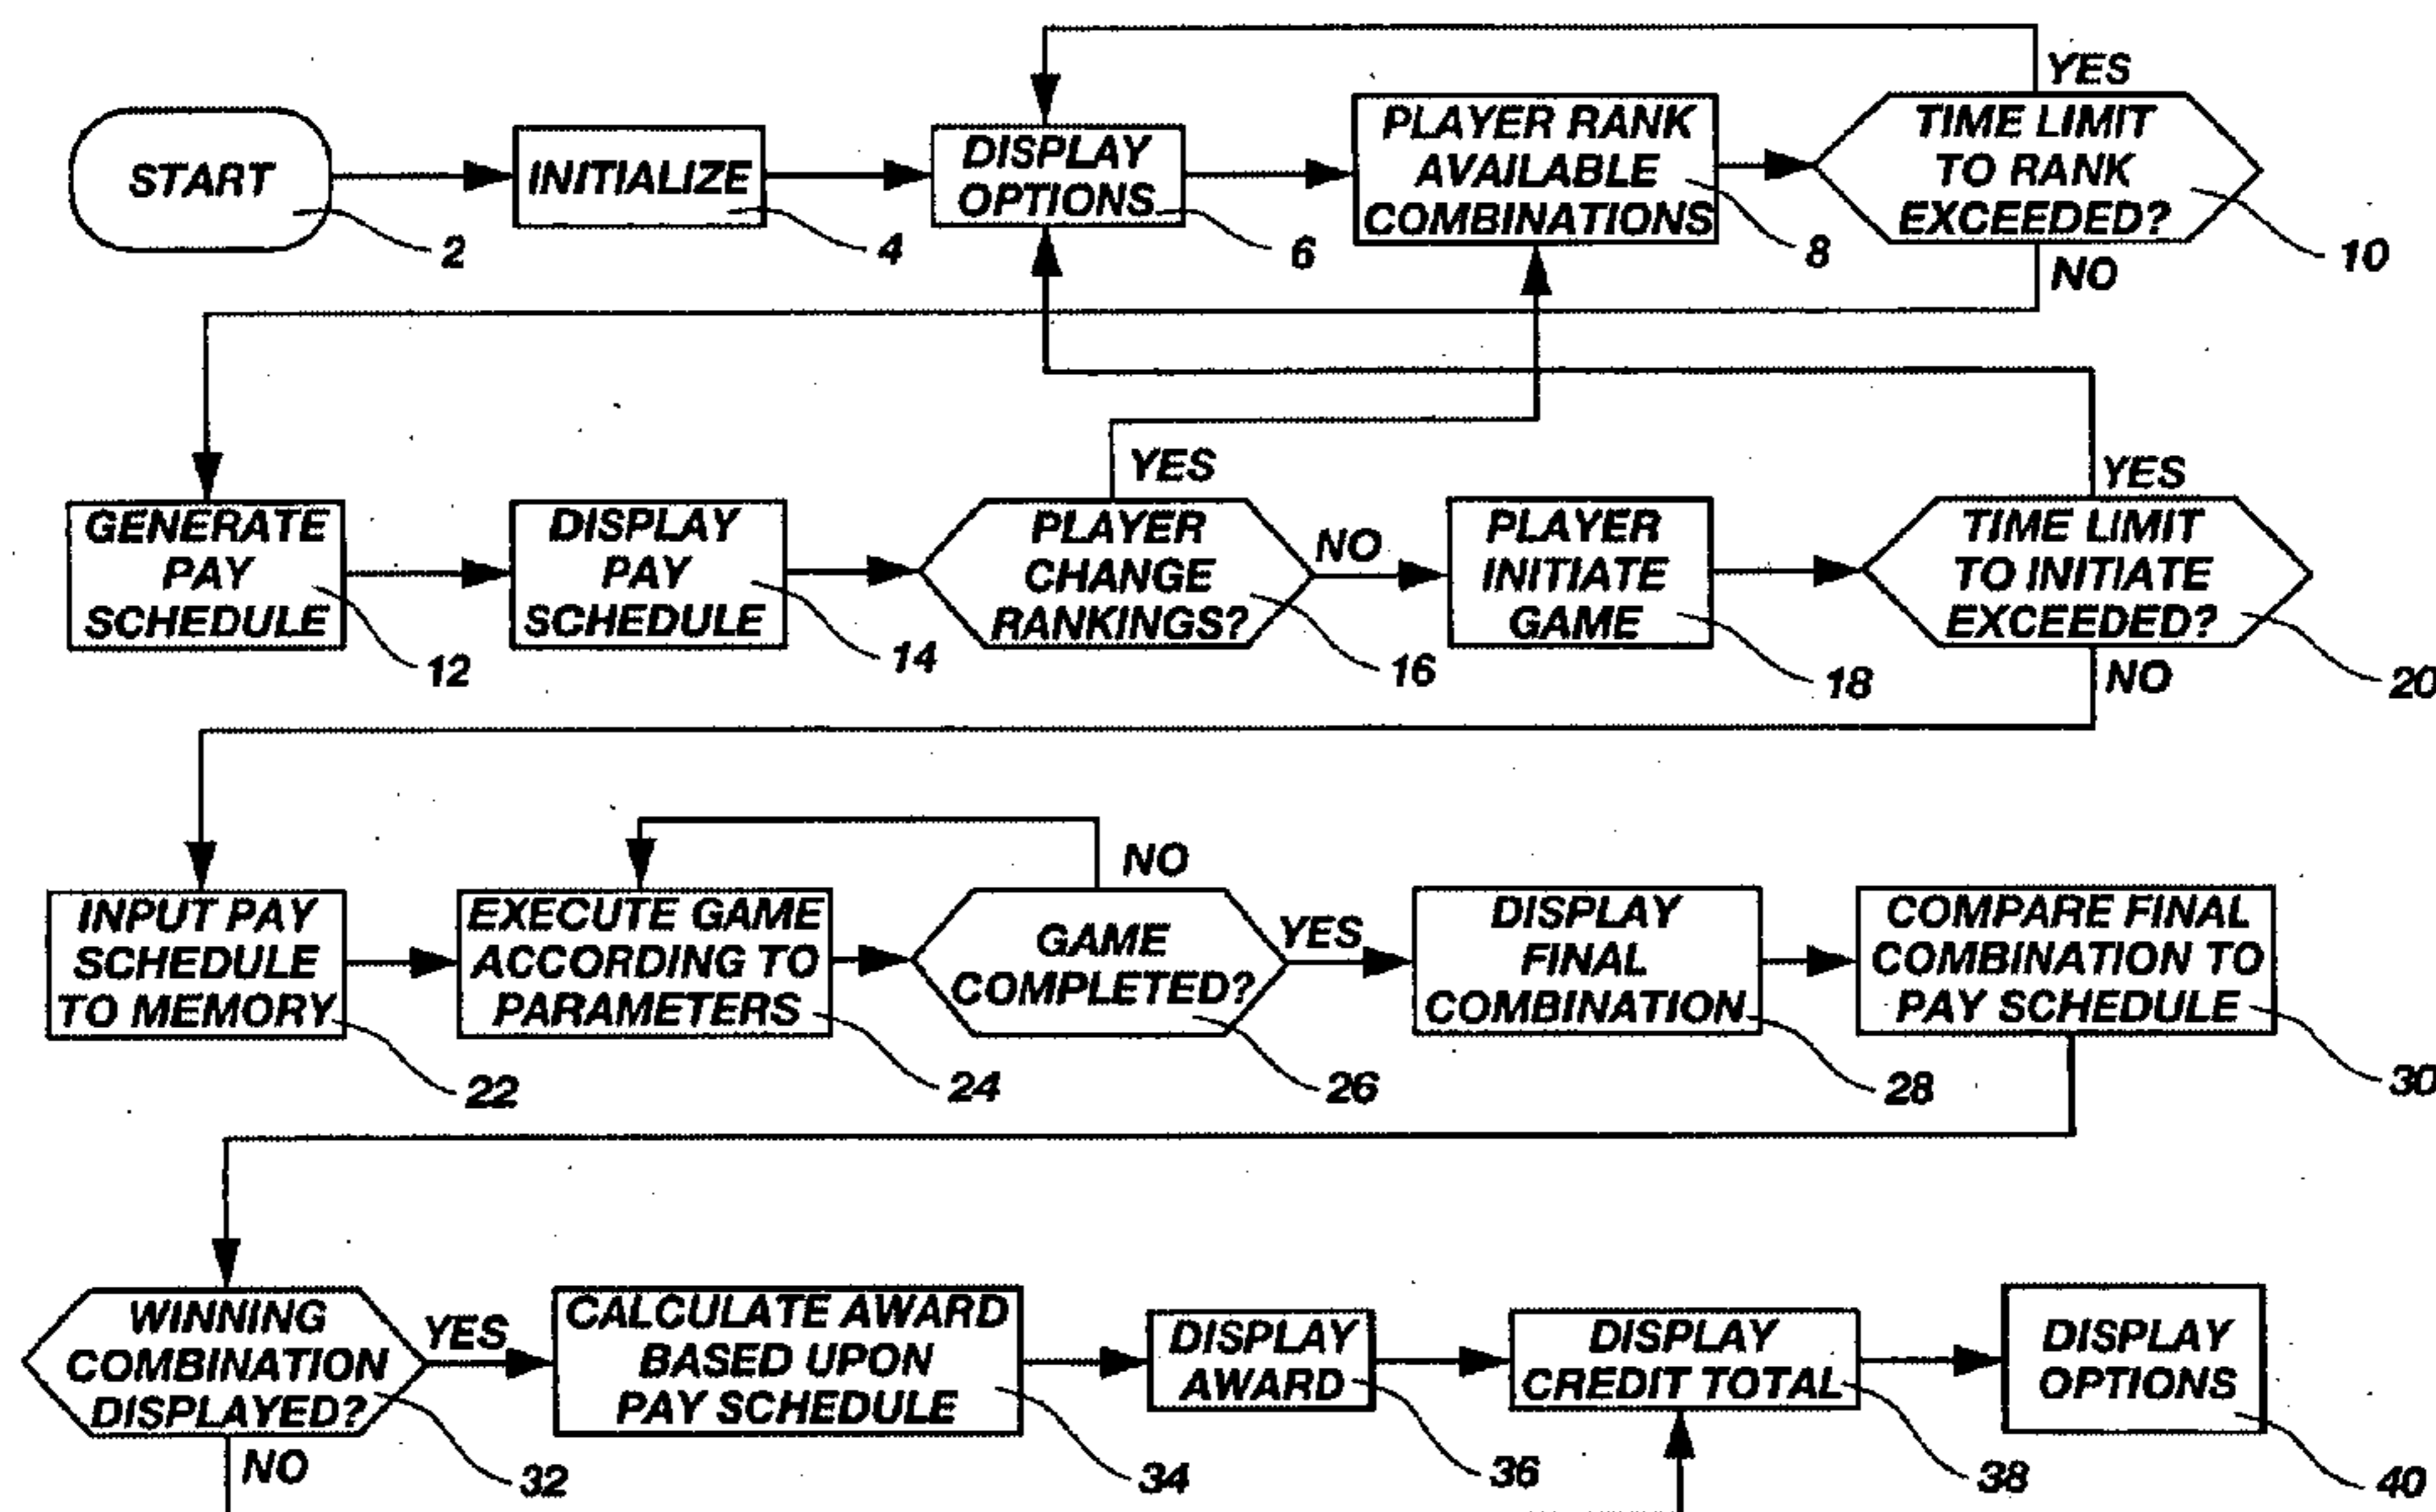 START
2
INITIALIZE
4
DISPLAY
OPTIONS
6
PLAYER RANK
AVAILABLE
COMBINATIONS
8
TIME LIMIT
TO RANK
EXCEEDED?
10
YES
NO
GENERATE
PAY
SCHEDULE
12
DISPLAY
PAY
SCHEDULE
14
PLAYER
CHANGE
RANKINGS?
16
YES
NO
PLAYER
INITIATE
GAME
18
TIME LIMIT
TO INITIATE
EXCEEDED?
20
YES
NO
INPUT PAY
SCHEDULE
TO MEMORY
22
EXECUTE GAME
ACCORDING TO
PARAMETERS
24
GAME
COMPLETED?
26
NO
YES
DISPLAY
FINAL
COMBINATION
28
COMPARE FINAL
COMBINATION TO
PAY SCHEDULE
30
WINNING
COMBINATION
DISPLAYED?
32
YES
NO
CALCULATE AWARD
BASED UPON
PAY SCHEDULE
34
DISPLAY
AWARD
36
DISPLAY
CREDIT TOTAL
38
DISPLAY
OPTIONS
40